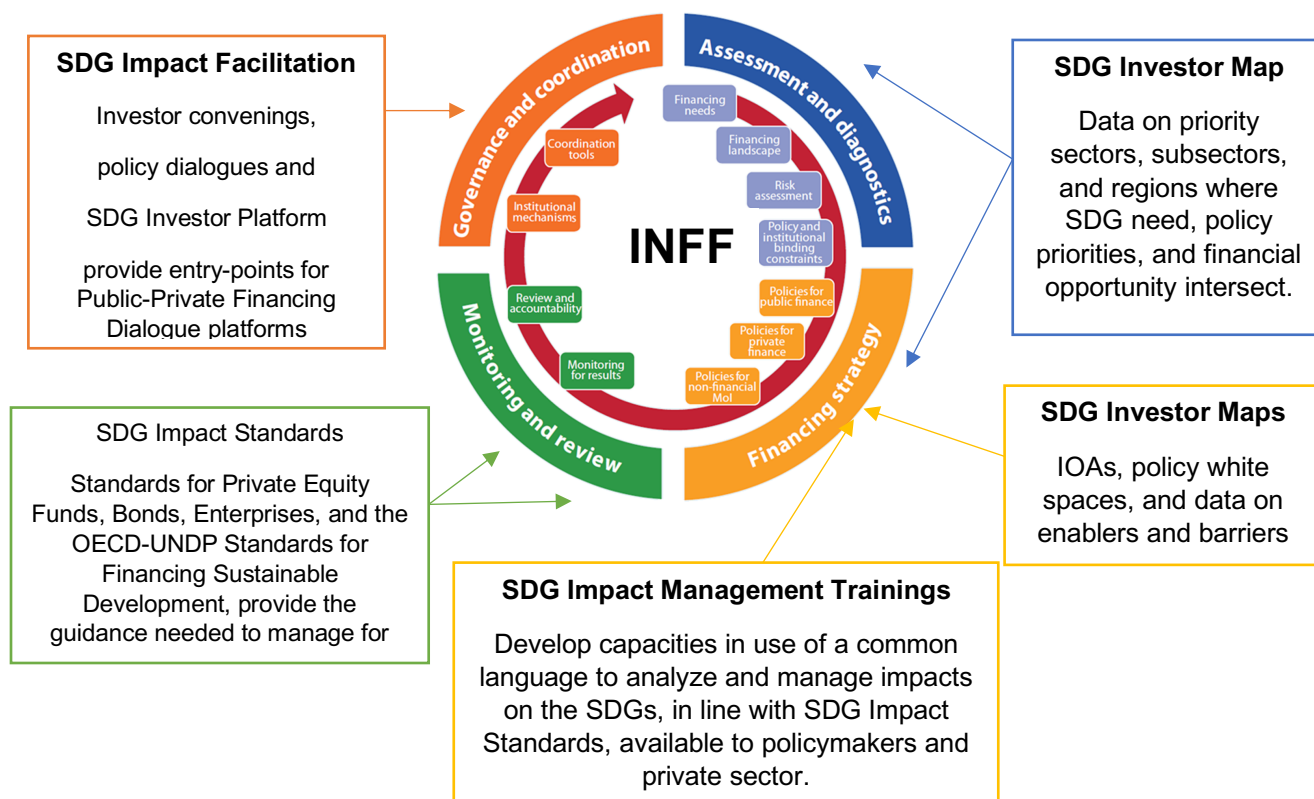 SDG Impact Facilitation
Investor convenings,
policy dialogues and
SDG Investor Platform
provide entry-points for
Public-Private Financing
Dialogue platforms
Governance and coordination
Assessment and diagnostics
Financing strategy
Monitoring and review
INFF
Financing
needs
Financing
landscape
Risk
assessment
Policy and
institutional
binding
constraints
Policies for
public finance
Policies for
private
finance
Policies for
non-financial
MoI
Monitoring
for results
Review and
accountability
Institutional
mechanisms
Coordination
tools
SDG Investor Map
Data on priority
sectors, subsectors,
and regions where
SDG need, policy
priorities, and financial
opportunity intersect.
SDG Investor Maps
IOAs, policy white
spaces, and data on
enablers and barriers
SDG Impact Standards
Standards for Private Equity
Funds, Bonds, Enterprises, and the
OECD-UNDP Standards for
Financing Sustainable
Development, provide the
guidance needed to manage for
SDG Impact Management Trainings
Develop capacities in use of a common
language to analyze and manage impacts
on the SDGs, in line with SDG Impact
Standards, available to policymakers and
private sector.